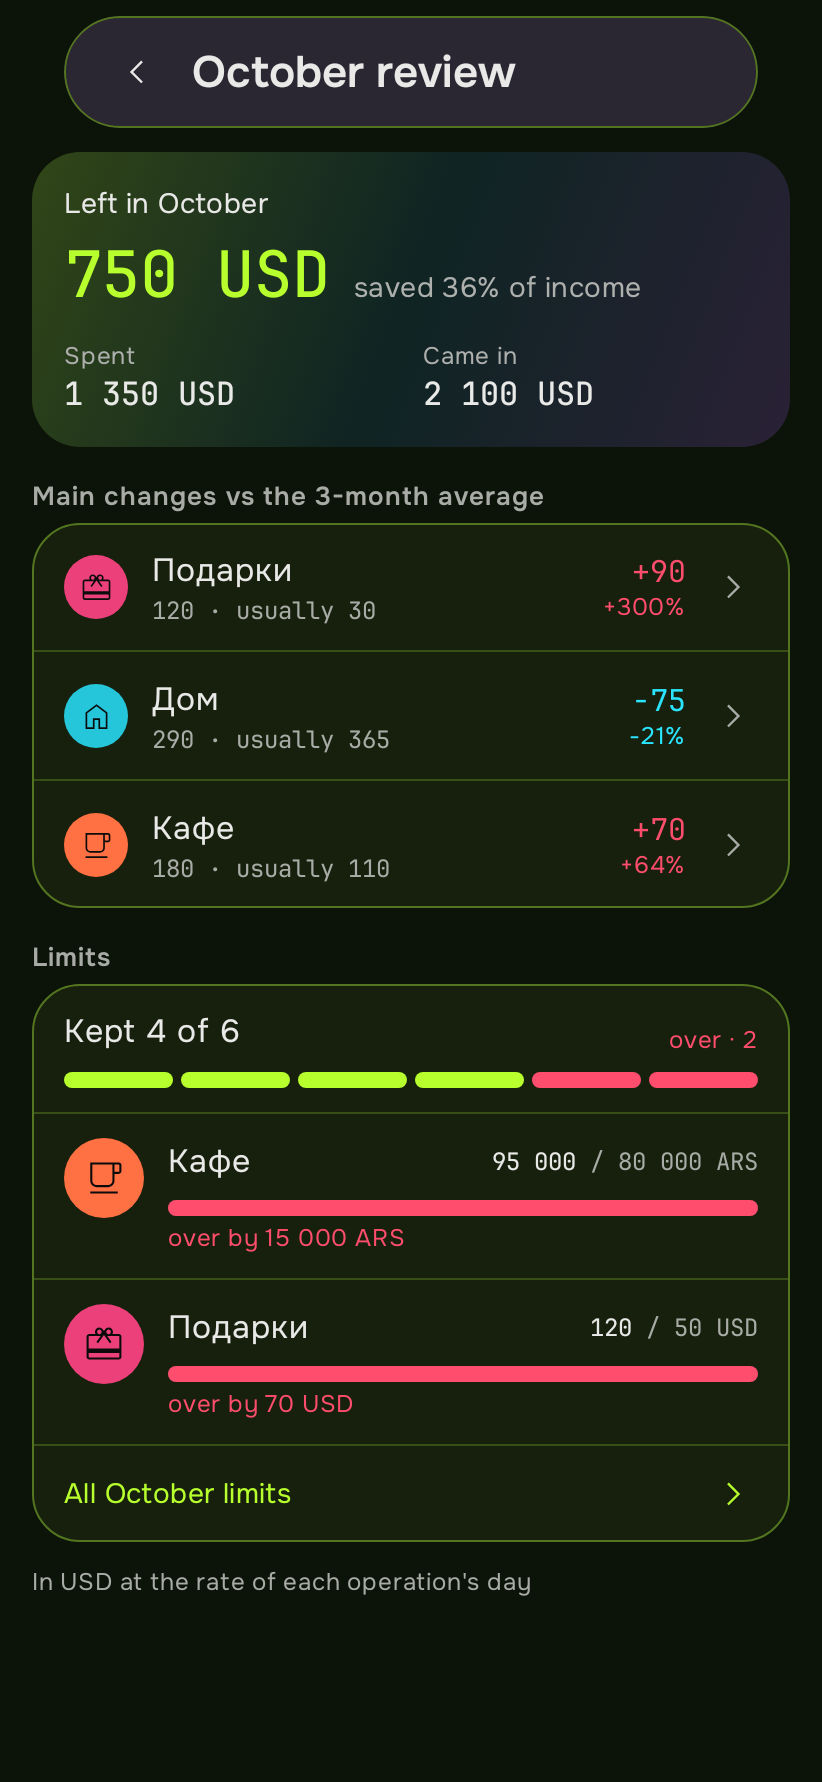 October review
Left in October
750 USD saved 36% of income
Spent
1 350 USD
Came in
2 100 USD
Main changes vs the 3-month average
Подарки
120 · usually 30
+90
+300%
Дом
290 · usually 365
-75
-21%
Кафе
180 · usually 110
+70
+64%
Limits
Kept 4 of 6
over · 2
Кафе
95 000 / 80 000 ARS
over by 15 000 ARS
Подарки
120 / 50 USD
over by 70 USD
All October limits
In USD at the rate of each operation's day